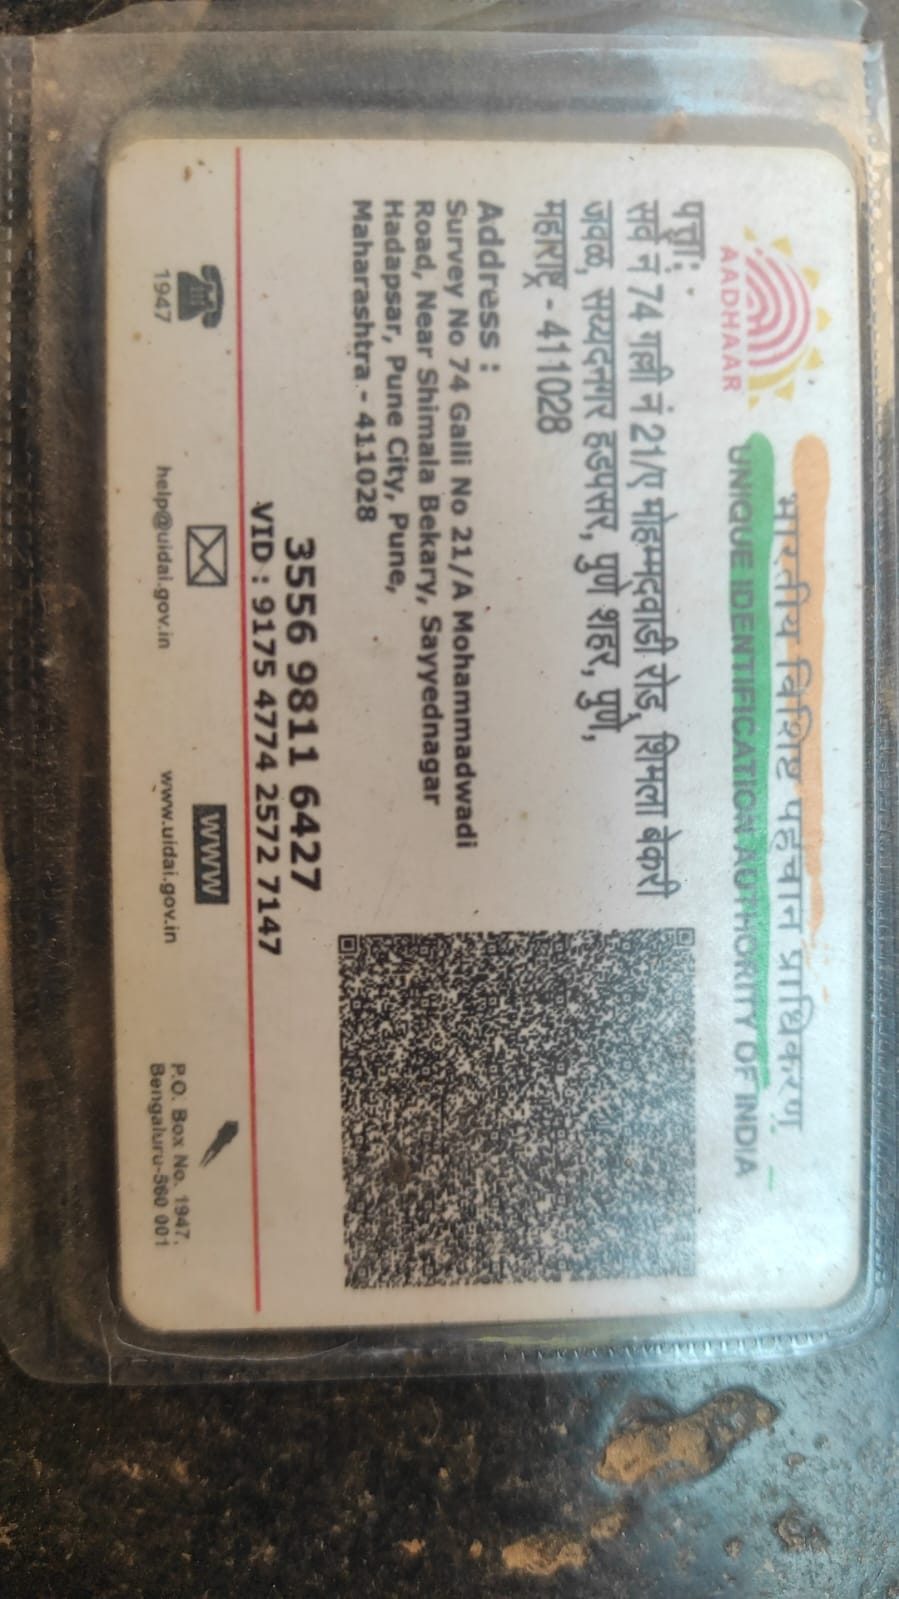 भारतीय विशिष्ट पहचान प्राधिकरण
UNIQUE IDENTIFICATION AUTHORITY OF INDIA
AADHAAR
पत्ता:
सर्वे नं 74 गल्ली नं 21/ए मोहम्मदवाडी रोड, शिमला बेकरी
जवळ, सय्यदनगर हडपसर, पुणे शहर, पुणे,
महाराष्ट्र - 411028
Address :
Survey No 74 Galli No 21/A Mohammadwadi
Road, Near Shimala Bekary, Sayyednagar
Hadapsar, Pune City, Pune,
Maharashtra - 411028
3556 9811 6427
VID : 9175 4774 2572 7147
1947
help@uidai.gov.in
WWW
www.uidai.gov.in
P.O. Box No. 1947,
Bengaluru-560 001